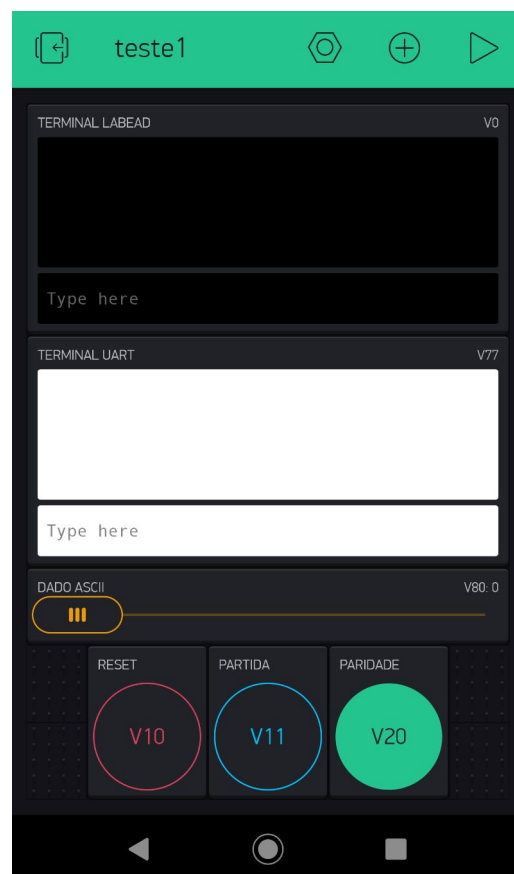 teste1
TERMINAL LABEAD V0
Type here
TERMINAL UART V77
Type here
DADO ASCII V80: 0
RESET PARTIDA PARIDADE
V10 V11 V20